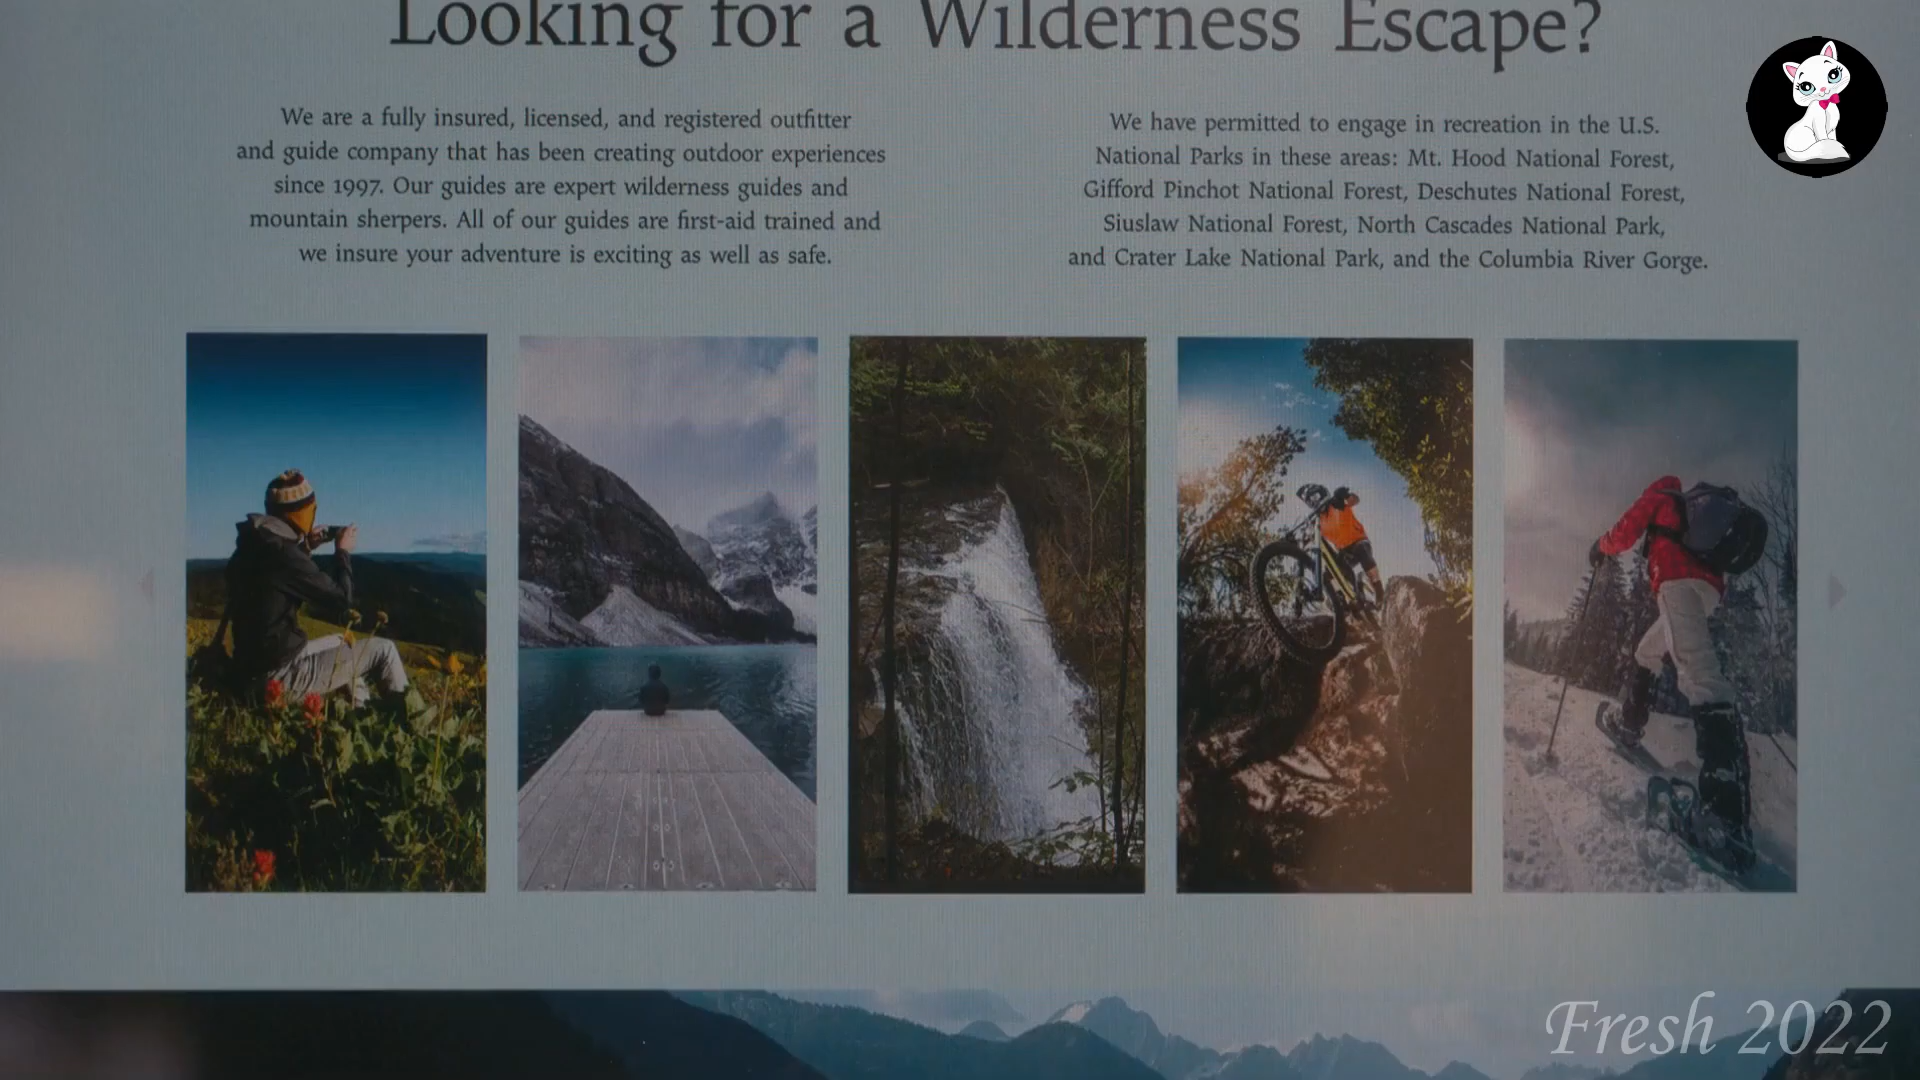 Looking for a Wilderness Escape?
We are a fully insured, licensed, and registered outfitter
and guide company that has been creating outdoor experiences
since 1997. Our guides are expert wilderness guides and
mountain sherpers. All of our guides are first-aid trained and
we insure your adventure is exciting as well as safe.
We have permitted to engage in recreation in the U.S.
National Parks in these areas: Mt. Hood National Forest,
Gifford Pinchot National Forest, Deschutes National Forest,
Siuslaw National Forest, North Cascades National Park,
and Crater Lake National Park, and the Columbia River Gorge.
Fresh 2022